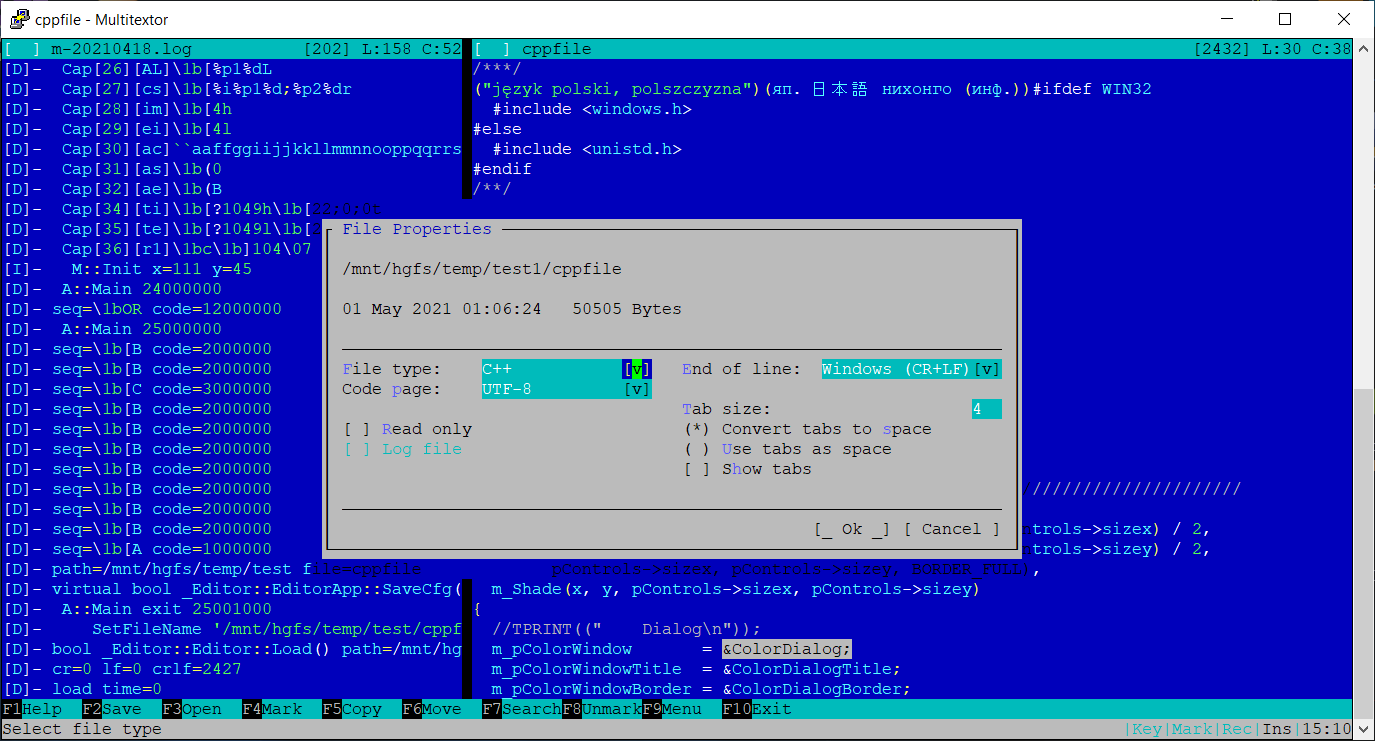 cppfile - Multitextor
[  ] m-20210418.log [202] L:158 C:52
[D]-  Cap[26][AL]\1b[%p1%dL
[D]-  Cap[27][cs]\1b[%i%p1%d;%p2%dr
[D]-  Cap[28][im]\1b[4h
[D]-  Cap[29][ei]\1b[4l
[D]-  Cap[30][ac]``aaffggiijjkkllmmnnooppqqrrs
[D]-  Cap[31][as]\1b(0
[D]-  Cap[32][ae]\1b(B
[D]-  Cap[34][ti]\1b[?1049h\1b[22;0;0t
[D]-  Cap[35][te]\1b[?1049l\1b[
[D]-  Cap[36][r1]\1bc\1b]104\07
[I]-   M::Init x=111 y=45
[D]-  A::Main 24000000
[D]- seq=\1bOR code=12000000
[D]-  A::Main 25000000
[D]- seq=\1b[B code=2000000
[D]- seq=\1b[B code=2000000
[D]- seq=\1b[C code=3000000
[D]- seq=\1b[B code=2000000
[D]- seq=\1b[B code=2000000
[D]- seq=\1b[B code=2000000
[D]- seq=\1b[B code=2000000
[D]- seq=\1b[B code=2000000
[D]- seq=\1b[B code=2000000
[D]- seq=\1b[B code=2000000
[D]- seq=\1b[A code=1000000
[D]- path=/mnt/hgfs/temp/test file=cppfile
[D]- virtual bool _Editor::EditorApp::SaveCfg(
[D]-  A::Main exit 25001000
[D]-     SetFileName '/mnt/hgfs/temp/test/cppf
[D]- bool _Editor::Editor::Load() path=/mnt/hg
[D]- cr=0 lf=0 crlf=2427
[D]- load time=0
[  ] cppfile [2432] L:30 C:38
/***/
("język polski, polszczyzna")(яп. 日本語 нихонго (инф.))#ifdef WIN32
#include <windows.h>
#else
#include <unistd.h>
#endif
/**/
File Properties
/mnt/hgfs/temp/test1/cppfile
01 May 2021 01:06:24   50505 Bytes
File type: C++ [v] End of line: Windows (CR+LF)[v]
Code page: UTF-8 [v]
Tab size: 4
[ ] Read only (*) Convert tabs to space
[ ] Log file ( ) Use tabs as space
[ ] Show tabs
[_ Ok _] [ Cancel ]
//////////////////////
trols->sizex) / 2,
trols->sizey) / 2,
pControls->sizex, pControls->sizey, BORDER_FULL),
m_Shade(x, y, pControls->sizex, pControls->sizey)
{
//TPRINT(("    Dialog\n"));
m_pColorWindow       = &ColorDialog;
m_pColorWindowTitle  = &ColorDialogTitle;
m_pColorWindowBorder = &ColorDialogBorder;
F1Help  F2Save  F3Open  F4Mark  F5Copy  F6Move  F7SearchF8UnmarkF9Menu  F10Exit
Select file type |Key|Mark|Rec|Ins|15:10